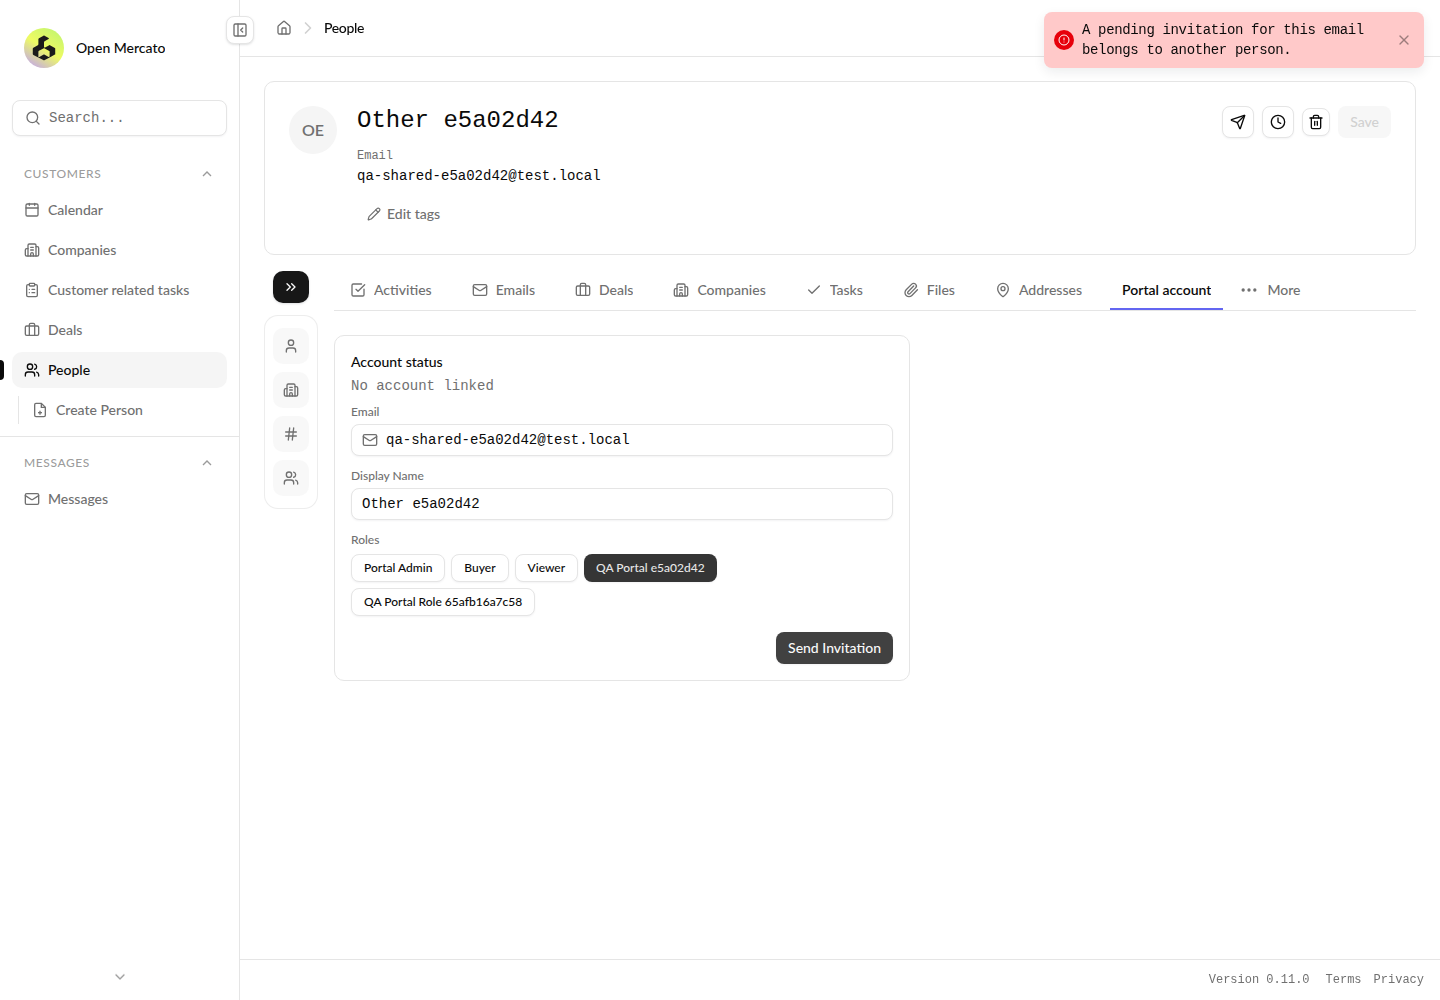 Open Mercato
Search...
CUSTOMERS
Calendar
Companies
Customer related tasks
Deals
People
Create Person
MESSAGES
Messages
People
A pending invitation for this email
belongs to another person.
OE
Other e5a02d42
Email
qa-shared-e5a02d42@test.local
Edit tags
Save
Activities
Emails
Deals
Companies
Tasks
Files
Addresses
Portal account
More
Account status
No account linked
Email
qa-shared-e5a02d42@test.local
Display Name
Other e5a02d42
Roles
Portal Admin
Buyer
Viewer
QA Portal e5a02d42
QA Portal Role 65afb16a7c58
Send Invitation
Version 0.11.0
Terms
Privacy